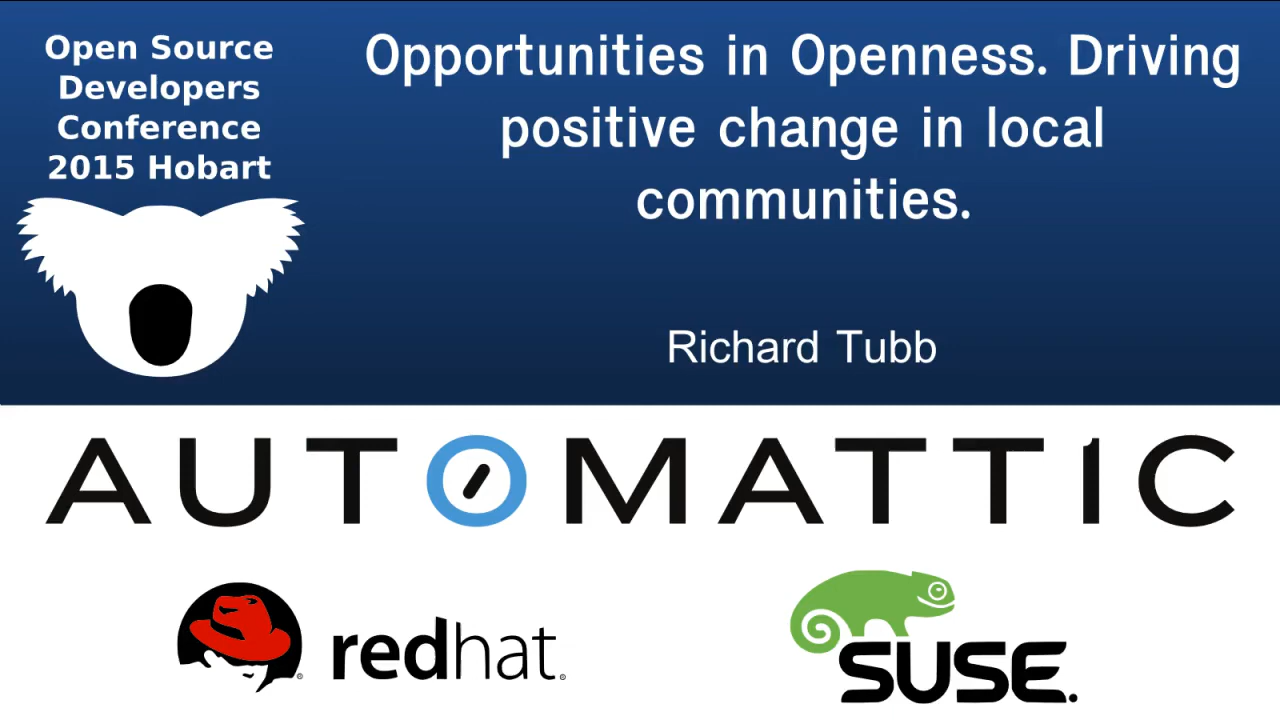 Open Source
Developers
Conference
2015 Hobart
Opportunities in Openness. Driving
positive change in local
communities.
Richard Tubb
AUTOMATTIC
redhat.
SUSE.